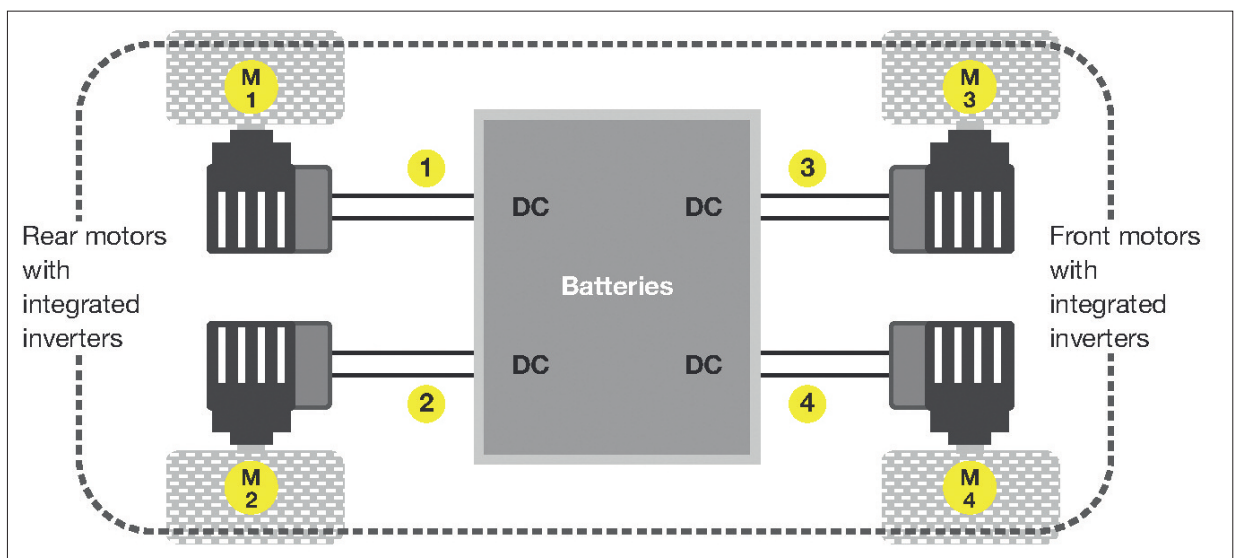 M
1
M
3
1
3
DC
DC
Rear motors
with
integrated
inverters
Batteries
Front motors
with
integrated
inverters
DC
DC
2
4
M
2
M
4